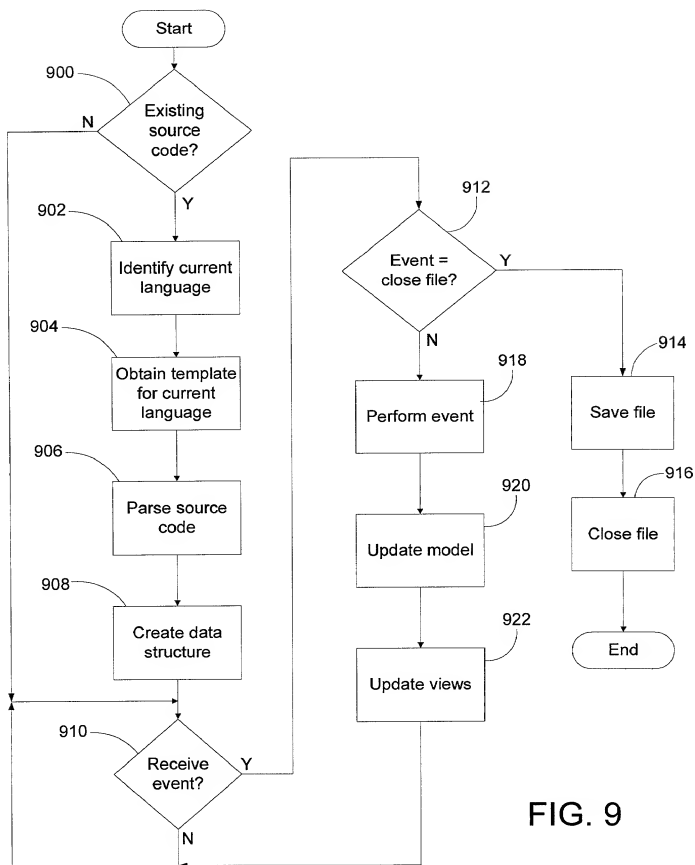 Start
900
Existing
source
code?
N
Y
902
Identify current
language
904
Obtain template
for current
language
906
Parse source
code
908
Create data
structure
910
Receive
event?
Y
N
912
Event =
close file?
Y
N
918
Perform event
920
Update model
922
Update views
914
Save file
916
Close file
End
FIG. 9